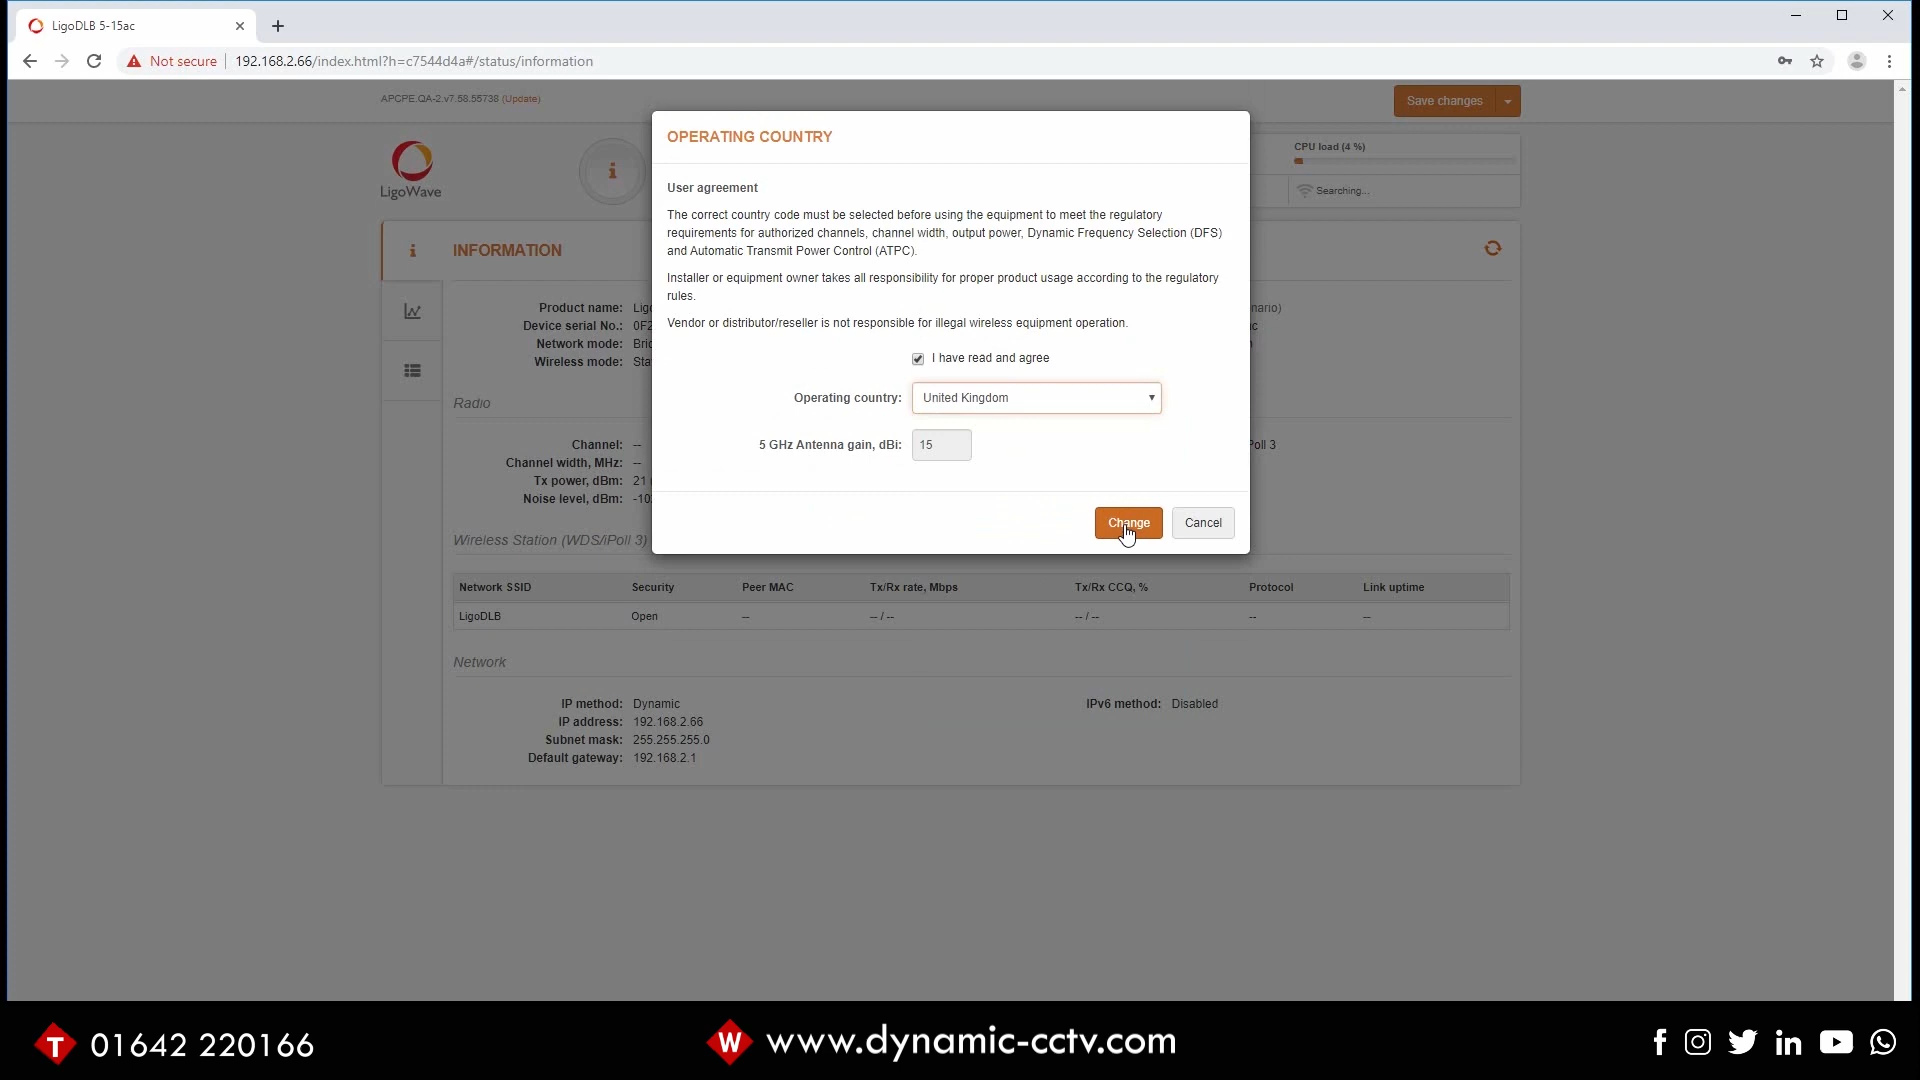 LigoDLB 5-15ac
Not secure
192.168.2.66/index.html?h=c7544d4a#/status/information
APCPE.QA-2.v7.58.55738 (Update)
Save changes
LigoWave
CPU load (4 %)
Searching...
OPERATING COUNTRY
User agreement
The correct country code must be selected before using the equipment to meet the regulatory
requirements for authorized channels, channel width, output power, Dynamic Frequency Selection (DFS)
and Automatic Transmit Power Control (ATPC).
Installer or equipment owner takes all responsibility for proper product usage according to the regulatory
rules.
Vendor or distributor/reseller is not responsible for illegal wireless equipment operation.
I have read and agree
Operating country: United Kingdom
5 GHz Antenna gain, dBi: 15
Change Cancel
INFORMATION
Product name:
Device serial No.:
Network mode:
Wireless mode:
Radio
Channel: --
Channel width, MHz: --
Tx power, dBm: 21
Noise level, dBm:
Poll 3
Wireless Station (WDS/iPoll 3)
Network SSID Security Peer MAC Tx/Rx rate, Mbps Tx/Rx CCQ, % Protocol Link uptime
LigoDLB Open -- -- / -- -- / -- -- --
Network
IP method: Dynamic IPv6 method: Disabled
IP address: 192.168.2.66
Subnet mask: 255.255.255.0
Default gateway: 192.168.2.1
T 01642 220166
W www.dynamic-cctv.com